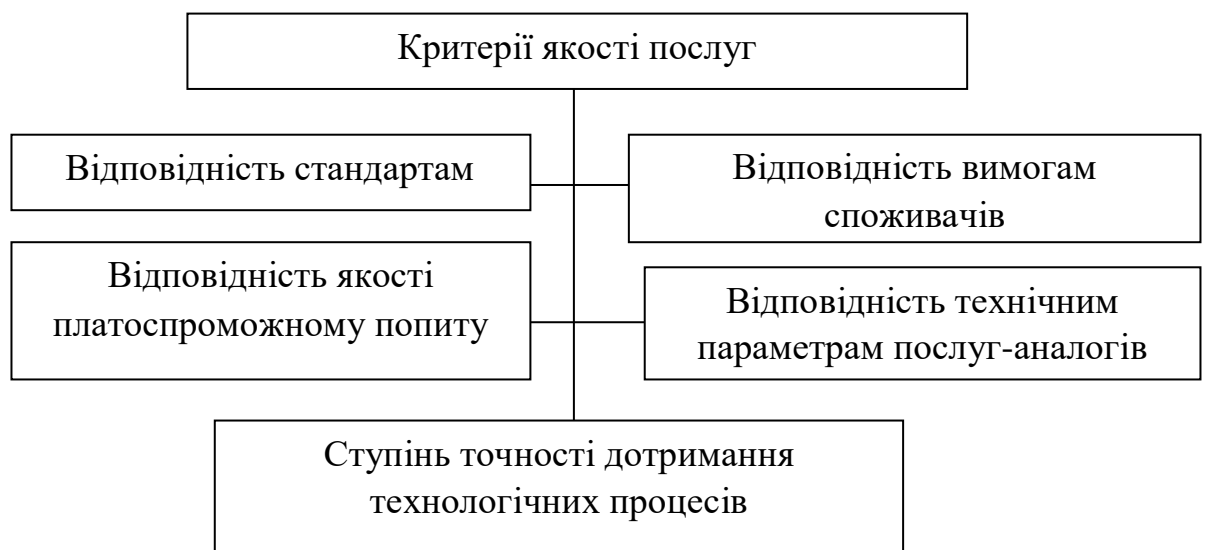 Критерії якості послуг
Відповідність стандартам
Відповідність вимогам
споживачів
Відповідність якості
платоспроможному попиту
Відповідність технічним
параметрам послуг-аналогів
Ступінь точності дотримання
технологічних процесів